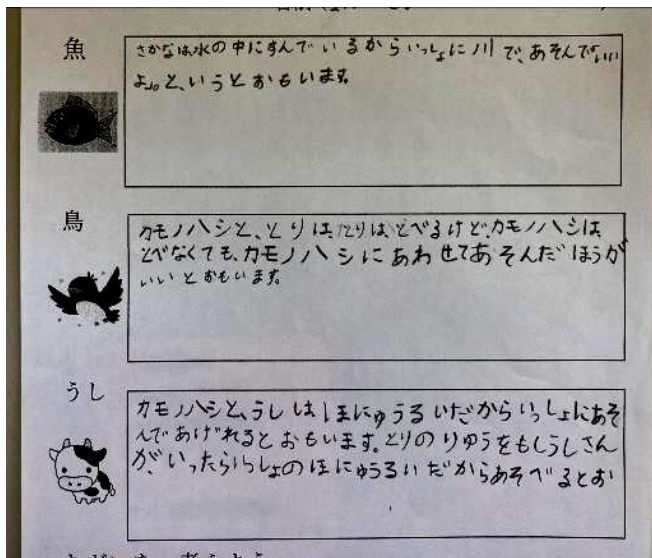 魚
さかなは水の中にすんでいるからいっしょに川で、あそんでいい
よ。と、いうとおもいます。
鳥
カモノハシと、とりは、とりは、とべるけど、カモノハシは
とべなくても、カモノハシにあわせてあそんだほうが
いいとおもいます。
うし
カモノハシと、うしはほにゅうるいだからいっしょにあそ
んであげれるとおもいます。とりのりゆうをもしうしさん
が、いったらいっしょのほにゅうるいだからあそべるとお